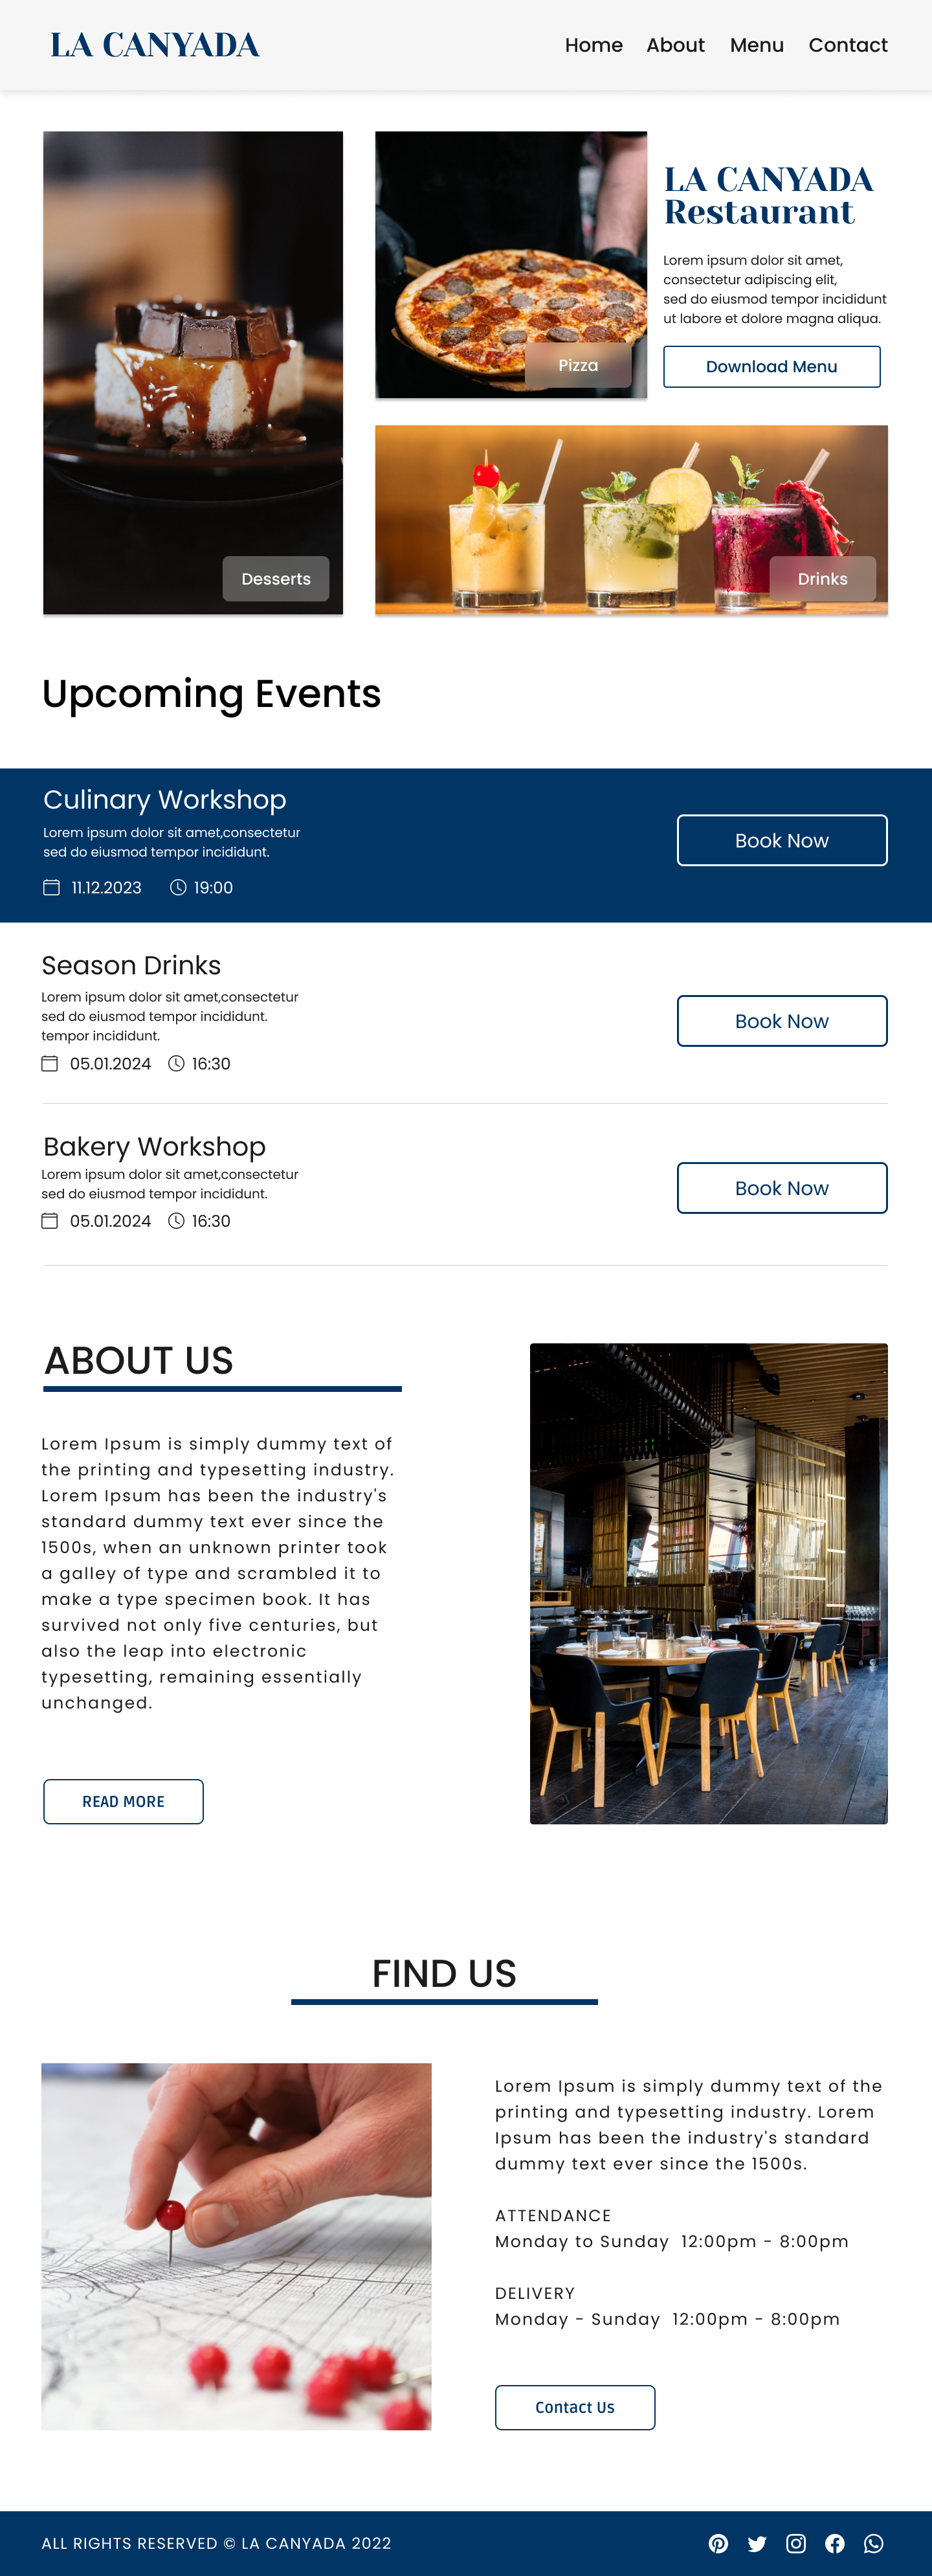 LA CANYADA
Home About Menu Contact
LA CANYADA
Restaurant
Lorem ipsum dolor sit amet,
consectetur adipiscing elit,
sed do eiusmod tempor incididunt
ut labore et dolore magna aliqua.
Download Menu
Pizza
Desserts
Drinks
Upcoming Events
Culinary Workshop
Lorem ipsum dolor sit amet,consectetur
sed do eiusmod tempor incididunt.
11.12.2023 19:00
Book Now
Season Drinks
Lorem ipsum dolor sit amet,consectetur
sed do eiusmod tempor incididunt.
tempor incididunt.
05.01.2024 16:30
Book Now
Bakery Workshop
Lorem ipsum dolor sit amet,consectetur
sed do eiusmod tempor incididunt.
05.01.2024 16:30
Book Now
ABOUT US
Lorem Ipsum is simply dummy text of
the printing and typesetting industry.
Lorem Ipsum has been the industry's
standard dummy text ever since the
1500s, when an unknown printer took
a galley of type and scrambled it to
make a type specimen book. It has
survived not only five centuries, but
also the leap into electronic
typesetting, remaining essentially
unchanged.
READ MORE
FIND US
Lorem Ipsum is simply dummy text of the
printing and typesetting industry. Lorem
Ipsum has been the industry's standard
dummy text ever since the 1500s.
ATTENDANCE
Monday to Sunday 12:00pm - 8:00pm
DELIVERY
Monday - Sunday 12:00pm - 8:00pm
Contact Us
ALL RIGHTS RESERVED © LA CANYADA 2022